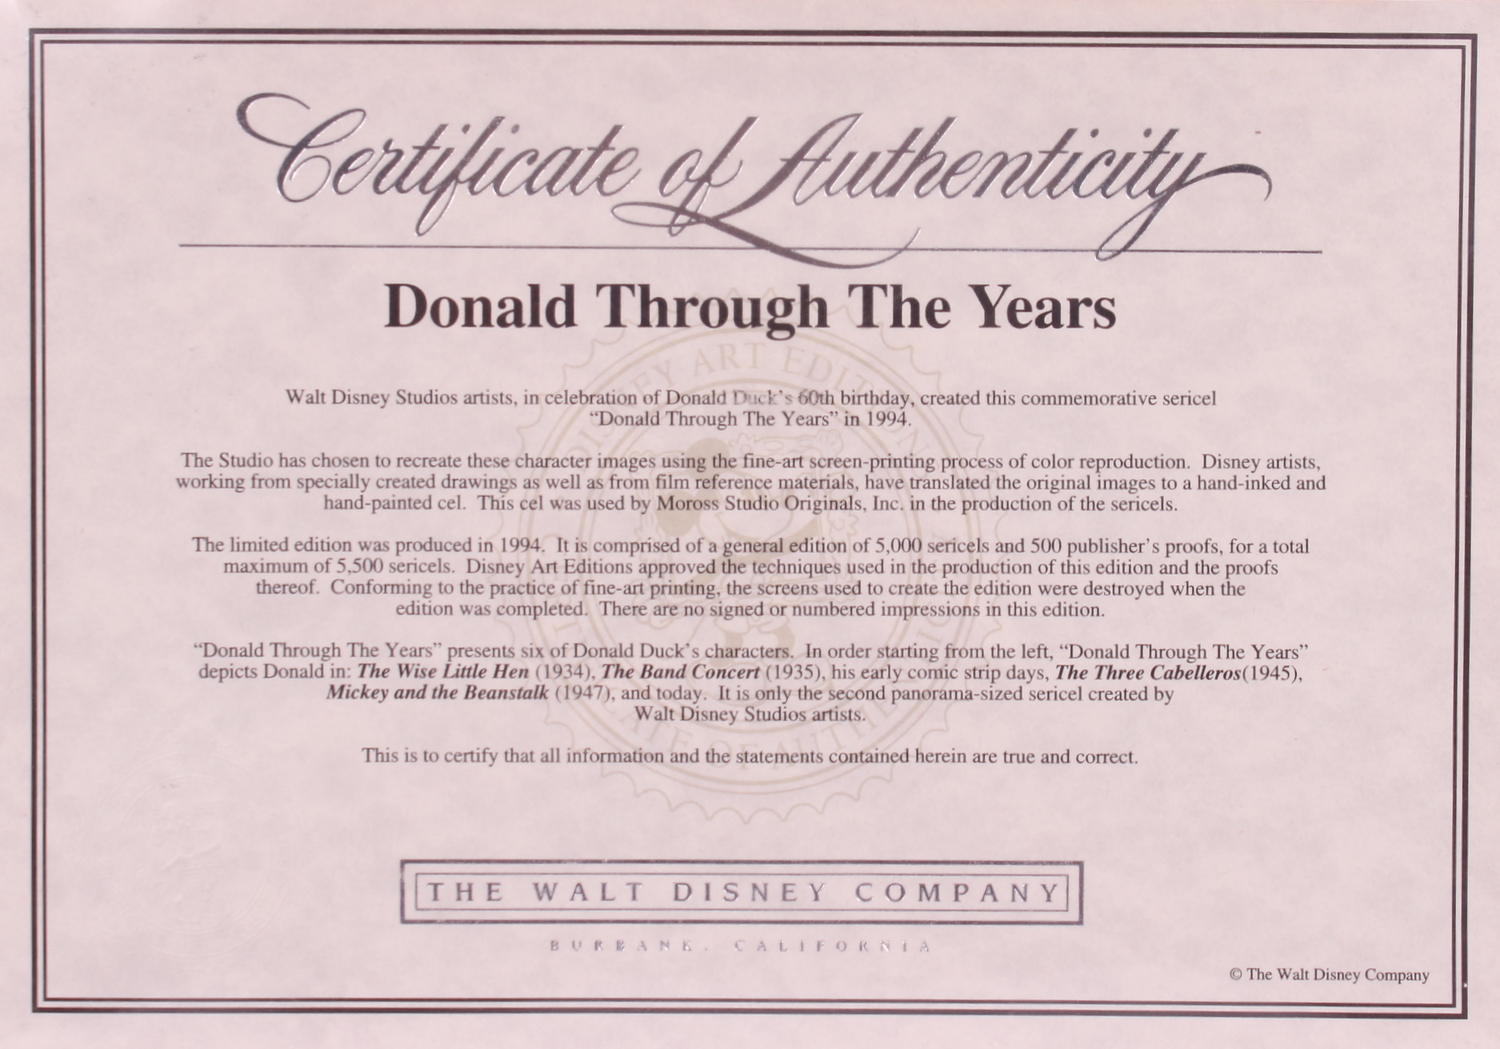 Certificate of Authenticity
Donald Through The Years
Walt Disney Studios artists, in celebration of Donald Duck's 60th birthday, created this commemorative sericel
“Donald Through The Years” in 1994.
The Studio has chosen to recreate these character images using the fine-art screen-printing process of color reproduction. Disney artists,
working from specially created drawings as well as from film reference materials, have translated the original images to a hand-inked and
hand-painted cel. This cel was used by Moross Studio Originals, Inc. in the production of the sericels.
The limited edition was produced in 1994. It is comprised of a general edition of 5,000 sericels and 500 publisher's proofs, for a total
maximum of 5,500 sericels. Disney Art Editions approved the techniques used in the production of this edition and the proofs
thereof. Conforming to the practice of fine-art printing, the screens used to create the edition were destroyed when the
edition was completed. There are no signed or numbered impressions in this edition.
“Donald Through The Years” presents six of Donald Duck's characters. In order starting from the left, “Donald Through The Years”
depicts Donald in: The Wise Little Hen (1934), The Band Concert (1935), his early comic strip days, The Three Cabelleros(1945),
Mickey and the Beanstalk (1947), and today. It is only the second panorama-sized sericel created by
Walt Disney Studios artists.
This is to certify that all information and the statements contained herein are true and correct.
THE WALT DISNEY COMPANY
BURBANK, CALIFORNIA
© The Walt Disney Company